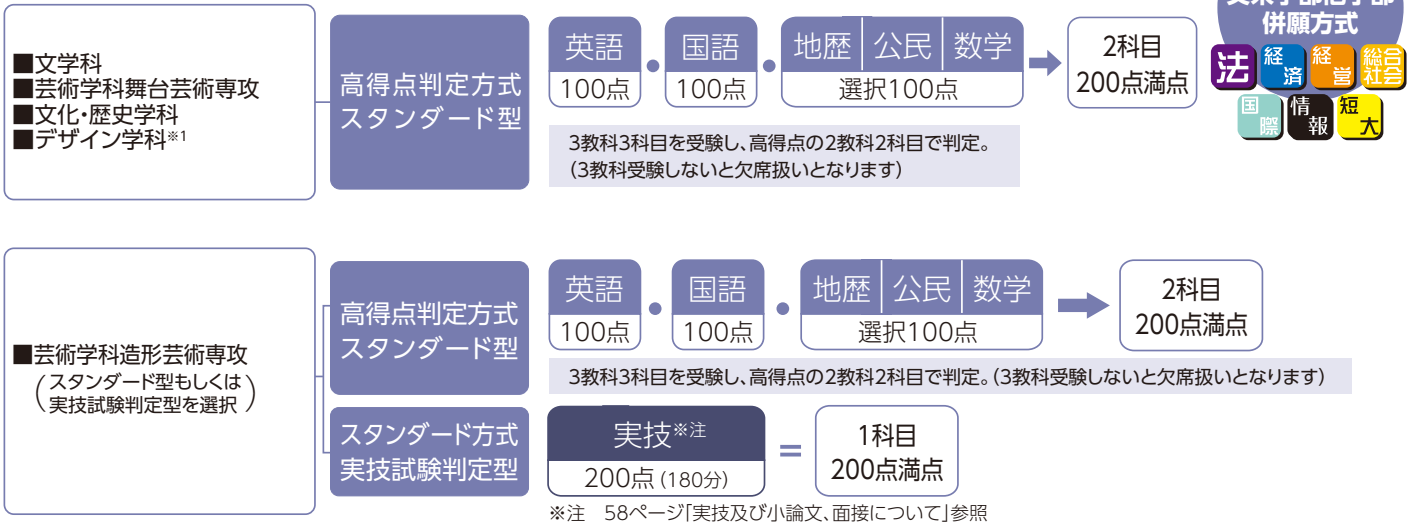 併願方式
法 経済 経営 総合社会
国際 情報 短大
■文学科
■芸術学科舞台芸術専攻
■文化・歴史学科
■デザイン学科※1
高得点判定方式
スタンダード型
英語・国語・地歴 公民 数学
100点 100点 選択100点
2科目
200点満点
3教科3科目を受験し、高得点の2教科2科目で判定。
(3教科受験しないと欠席扱いとなります)
■芸術学科造形芸術専攻
(スタンダード型もしくは
実技試験判定型を選択)
高得点判定方式
スタンダード型
英語・国語・地歴 公民 数学
100点 100点 選択100点
2科目
200点満点
3教科3科目を受験し、高得点の2教科2科目で判定。(3教科受験しないと欠席扱いとなります)
スタンダード方式
実技試験判定型
実技※注
200点(180分)
=
1科目
200点満点
※注 58ページ「実技及び小論文、面接について」参照